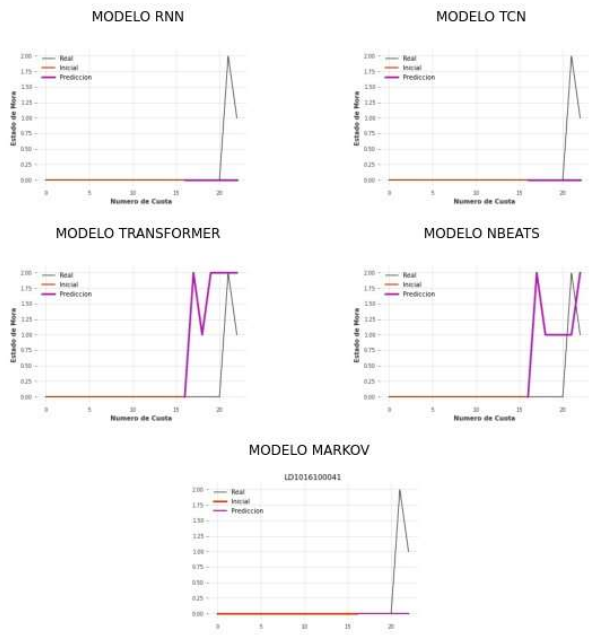 MODELO RNN
MODELO TCN
2.00
1.75
1.50
1.25
1.00
0.75
0.50
0.25
0.00
Estado de Mora
Real
Inicial
Prediccion
0 5 10 15 20
Numero de Cuota
2.00
1.75
1.50
1.25
1.00
0.75
0.50
0.25
0.00
Estado de Mora
Real
Inicial
Prediccion
0 5 10 15 20
Numero de Cuota
MODELO TRANSFORMER
MODELO NBEATS
2.00
1.75
1.50
1.25
1.00
0.75
0.50
0.25
0.00
Estado de Mora
Real
Inicial
Prediccion
0 5 10 15 20
Numero de Cuota
2.00
1.75
1.50
1.25
1.00
0.75
0.50
0.25
0.00
Estado de Mora
Real
Inicial
Prediccion
0 5 10 15 20
Numero de Cuota
MODELO MARKOV
LD1016100041
2.00
1.75
1.50
1.25
1.00
0.75
0.50
0.25
0.00
Real
Inicial
Prediccion
0 5 10 15 20